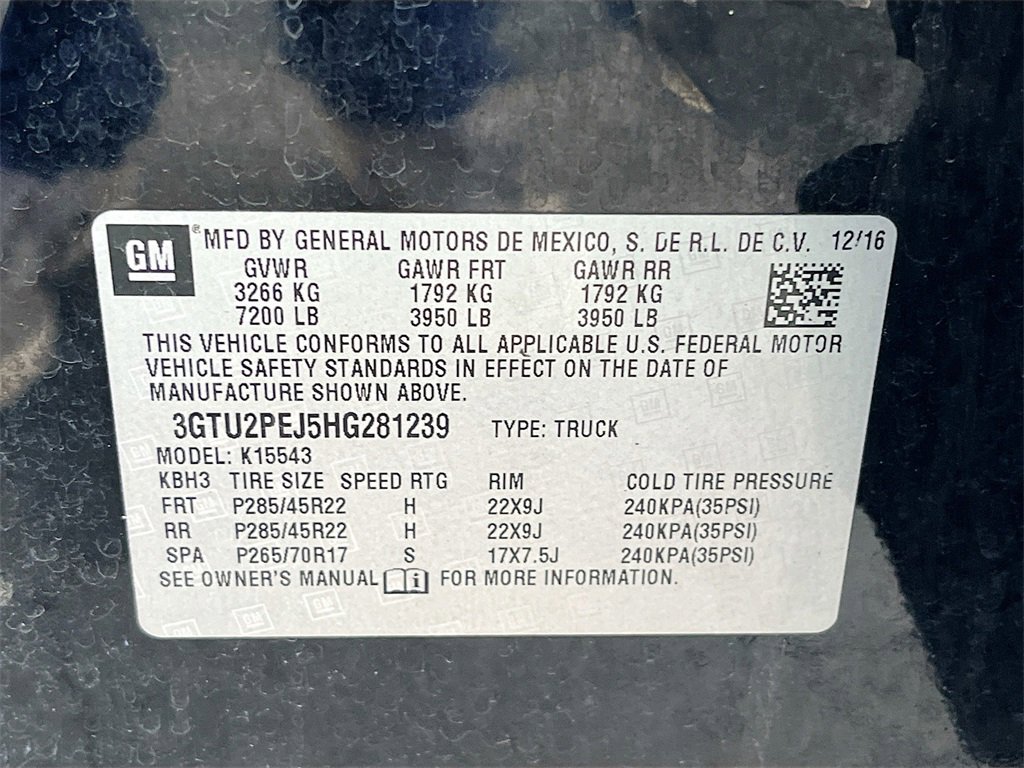 GM ® MFD BY GENERAL MOTORS DE MEXICO, S. DE R.L. DE C.V. 12/16
GVWR GAWR FRT GAWR RR
3266 KG 1792 KG 1792 KG
7200 LB 3950 LB 3950 LB
THIS VEHICLE CONFORMS TO ALL APPLICABLE U.S. FEDERAL MOTOR
VEHICLE SAFETY STANDARDS IN EFFECT ON THE DATE OF
MANUFACTURE SHOWN ABOVE.
3GTU2PEJ5HG281239 TYPE: TRUCK
MODEL: K15543
KBH3 TIRE SIZE SPEED RTG RIM COLD TIRE PRESSURE
FRT P285/45R22 H 22X9J 240KPA(35PSI)
RR P285/45R22 H 22X9J 240KPA(35PSI)
SPA P265/70R17 S 17X7.5J 240KPA(35PSI)
SEE OWNER'S MANUAL i FOR MORE INFORMATION.